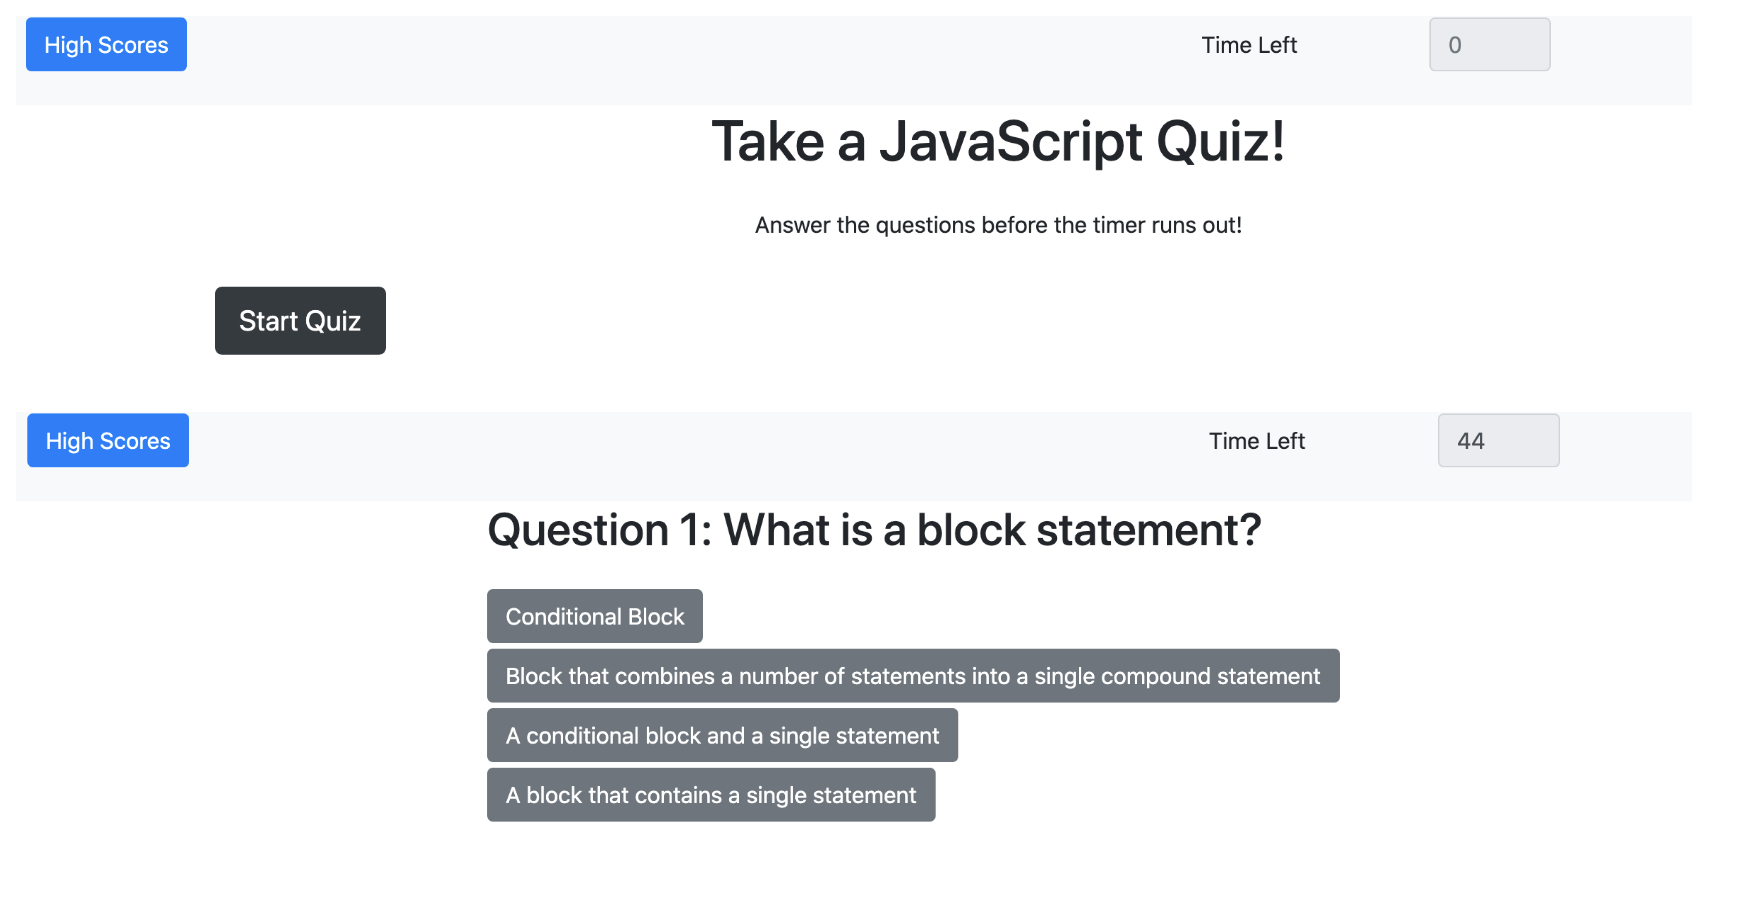 High Scores Time Left 0
Take a JavaScript Quiz!
Answer the questions before the timer runs out!
Start Quiz
High Scores Time Left 44
Question 1: What is a block statement?
Conditional Block
Block that combines a number of statements into a single compound statement
A conditional block and a single statement
A block that contains a single statement